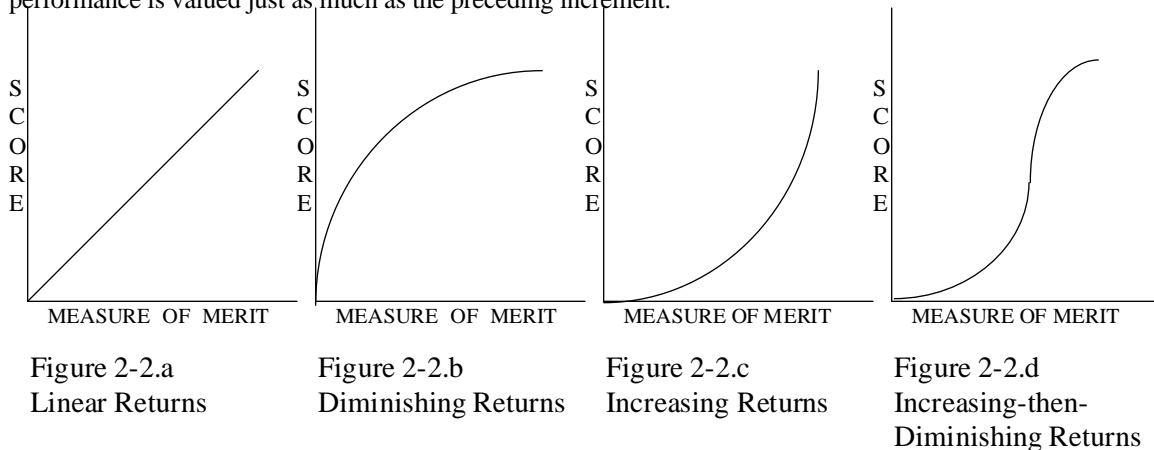 performance is valued just as much as the preceding increment.
S
C
O
R
E
S
C
O
R
E
S
C
O
R
E
S
C
O
R
E
MEASURE OF MERIT
MEASURE OF MERIT
MEASURE OF MERIT
MEASURE OF MERIT
Figure 2-2.a
Linear Returns
Figure 2-2.b
Diminishing Returns
Figure 2-2.c
Increasing Returns
Figure 2-2.d
Increasing-then-
Diminishing Returns